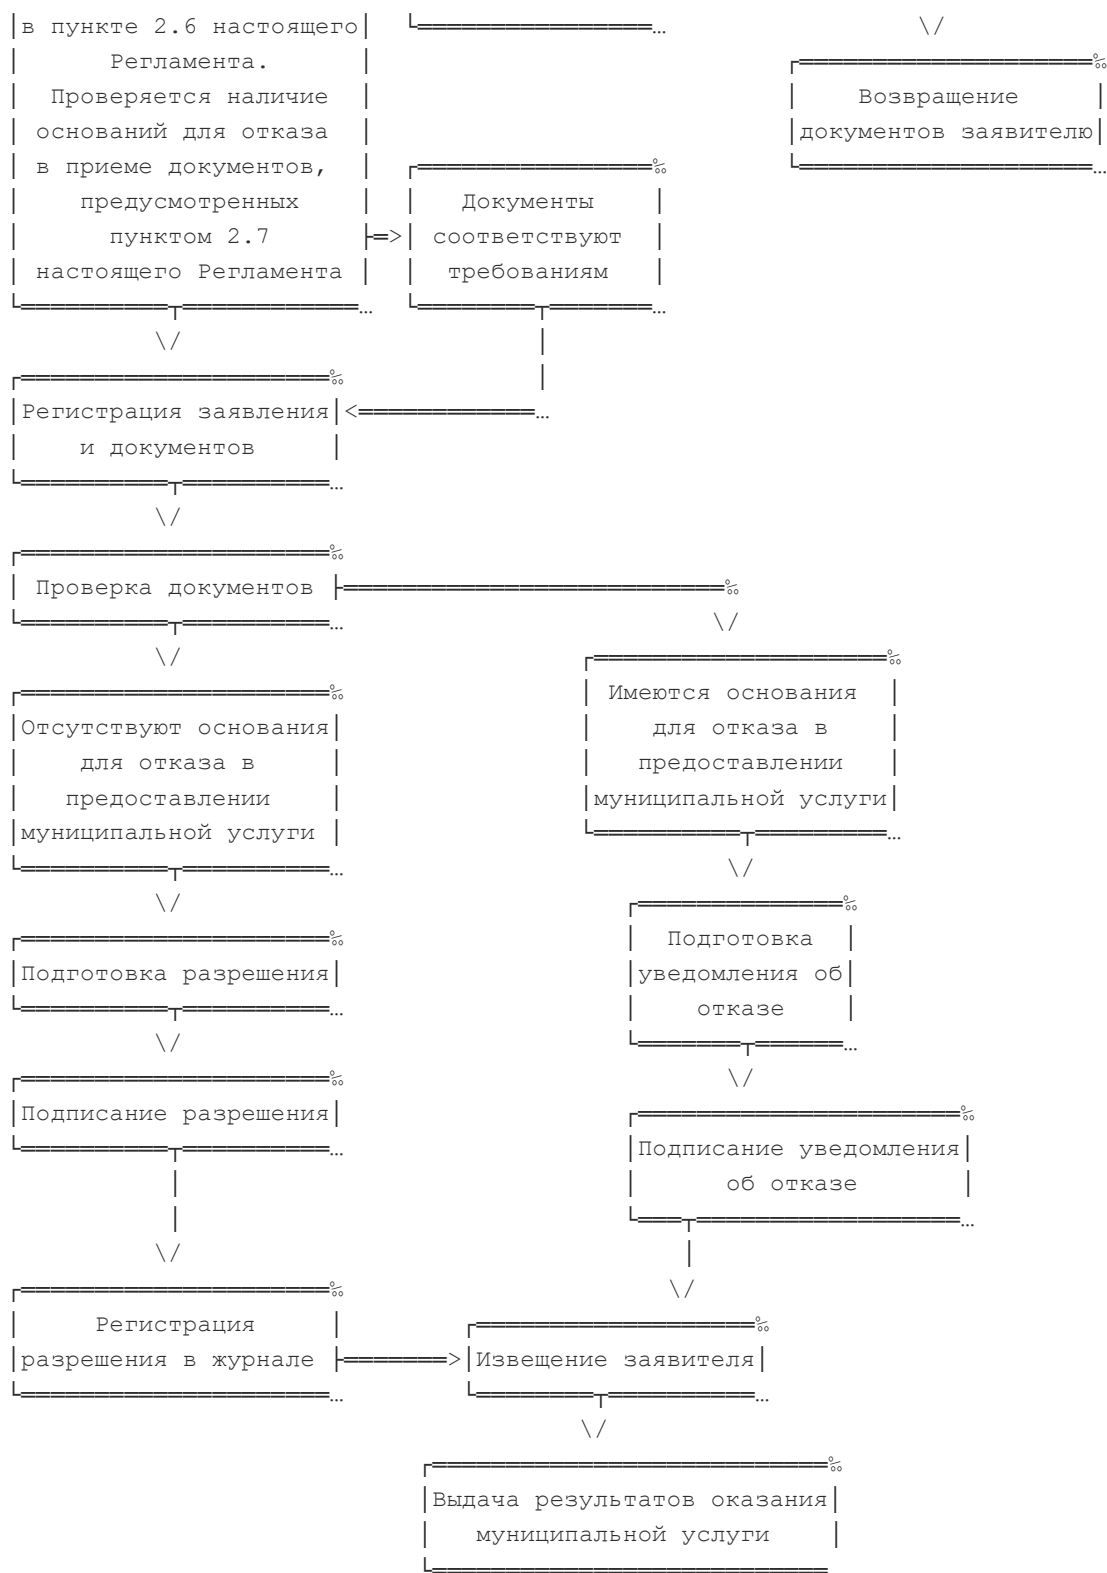 в пункте 2.6 настоящего
Регламента.
Проверяется наличие
оснований для отказа
в приеме документов,
предусмотренных
пунктом 2.7
настоящего Регламента
Возвращение
документов заявителю
Документы
соответствуют
требованиям
Регистрация заявления
и документов
Проверка документов
Отсутствуют основания
для отказа в
предоставлении
муниципальной услуги
Имеются основания
для отказа в
предоставлении
муниципальной услуги
Подготовка разрешения
Подготовка
уведомления об
отказе
Подписание разрешения
Подписание уведомления
об отказе
Регистрация
разрешения в журнале
Извещение заявителя
Выдача результатов оказания
муниципальной услуги